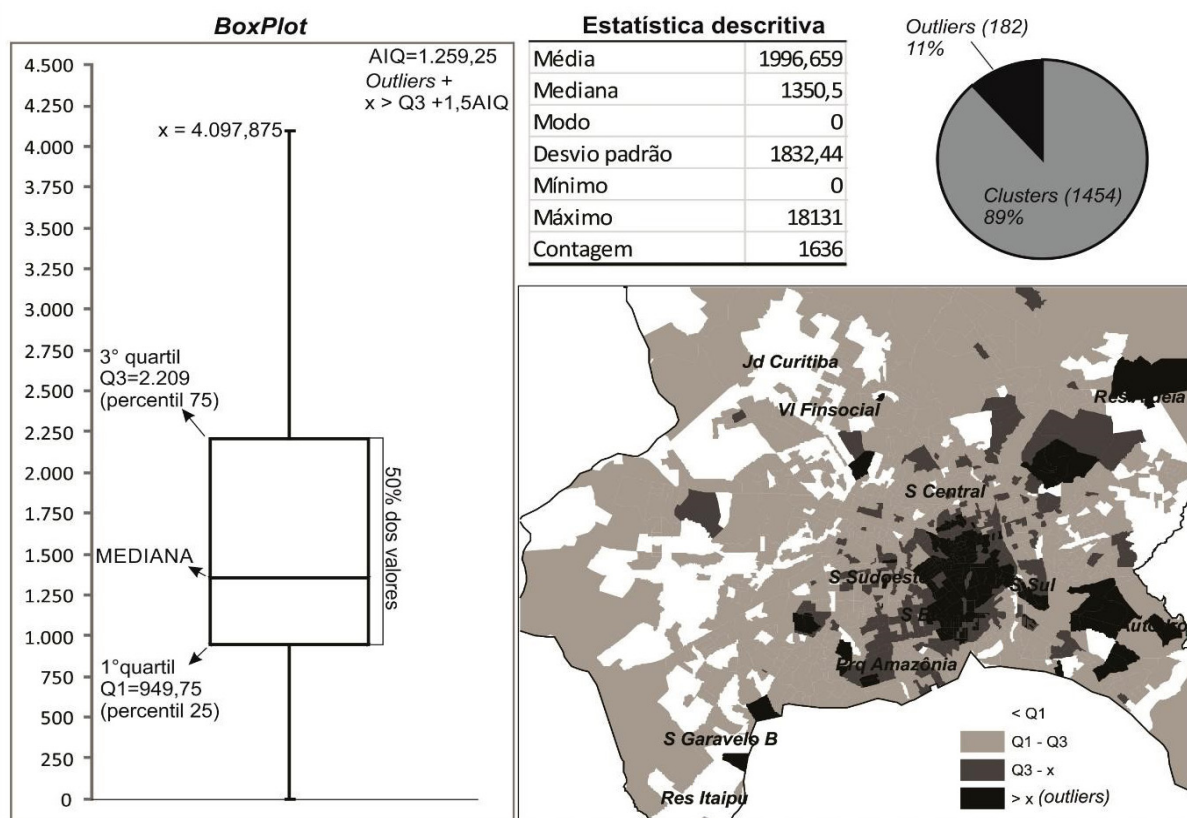 BoxPlot
AIQ=1.259,25
Outliers +
x > Q3 +1,5AIQ
4.500
4.250
4.000
3.750
3.500
3.250
3.000
2.750
2.500
2.250
2.000
1.750
1.500
1.250
1.000
750
500
250
0
x = 4.097,875
3° quartil
Q3=2.209
(percentil 75)
MEDIANA
50% dos valores
1°quartil
Q1=949,75
(percentil 25)
Estatística descritiva
Média 1996,659
Mediana 1350,5
Modo 0
Desvio padrão 1832,44
Mínimo 0
Máximo 18131
Contagem 1636
Outliers (182)
11%
Clusters (1454)
89%
Jd Curitiba
Vl Finsocial
S Central
S Sudoeste
S Sul
Prq Amazônia
S Garavelo B
Res Itaipu
< Q1
Q1 - Q3
Q3 - x
> x (outliers)